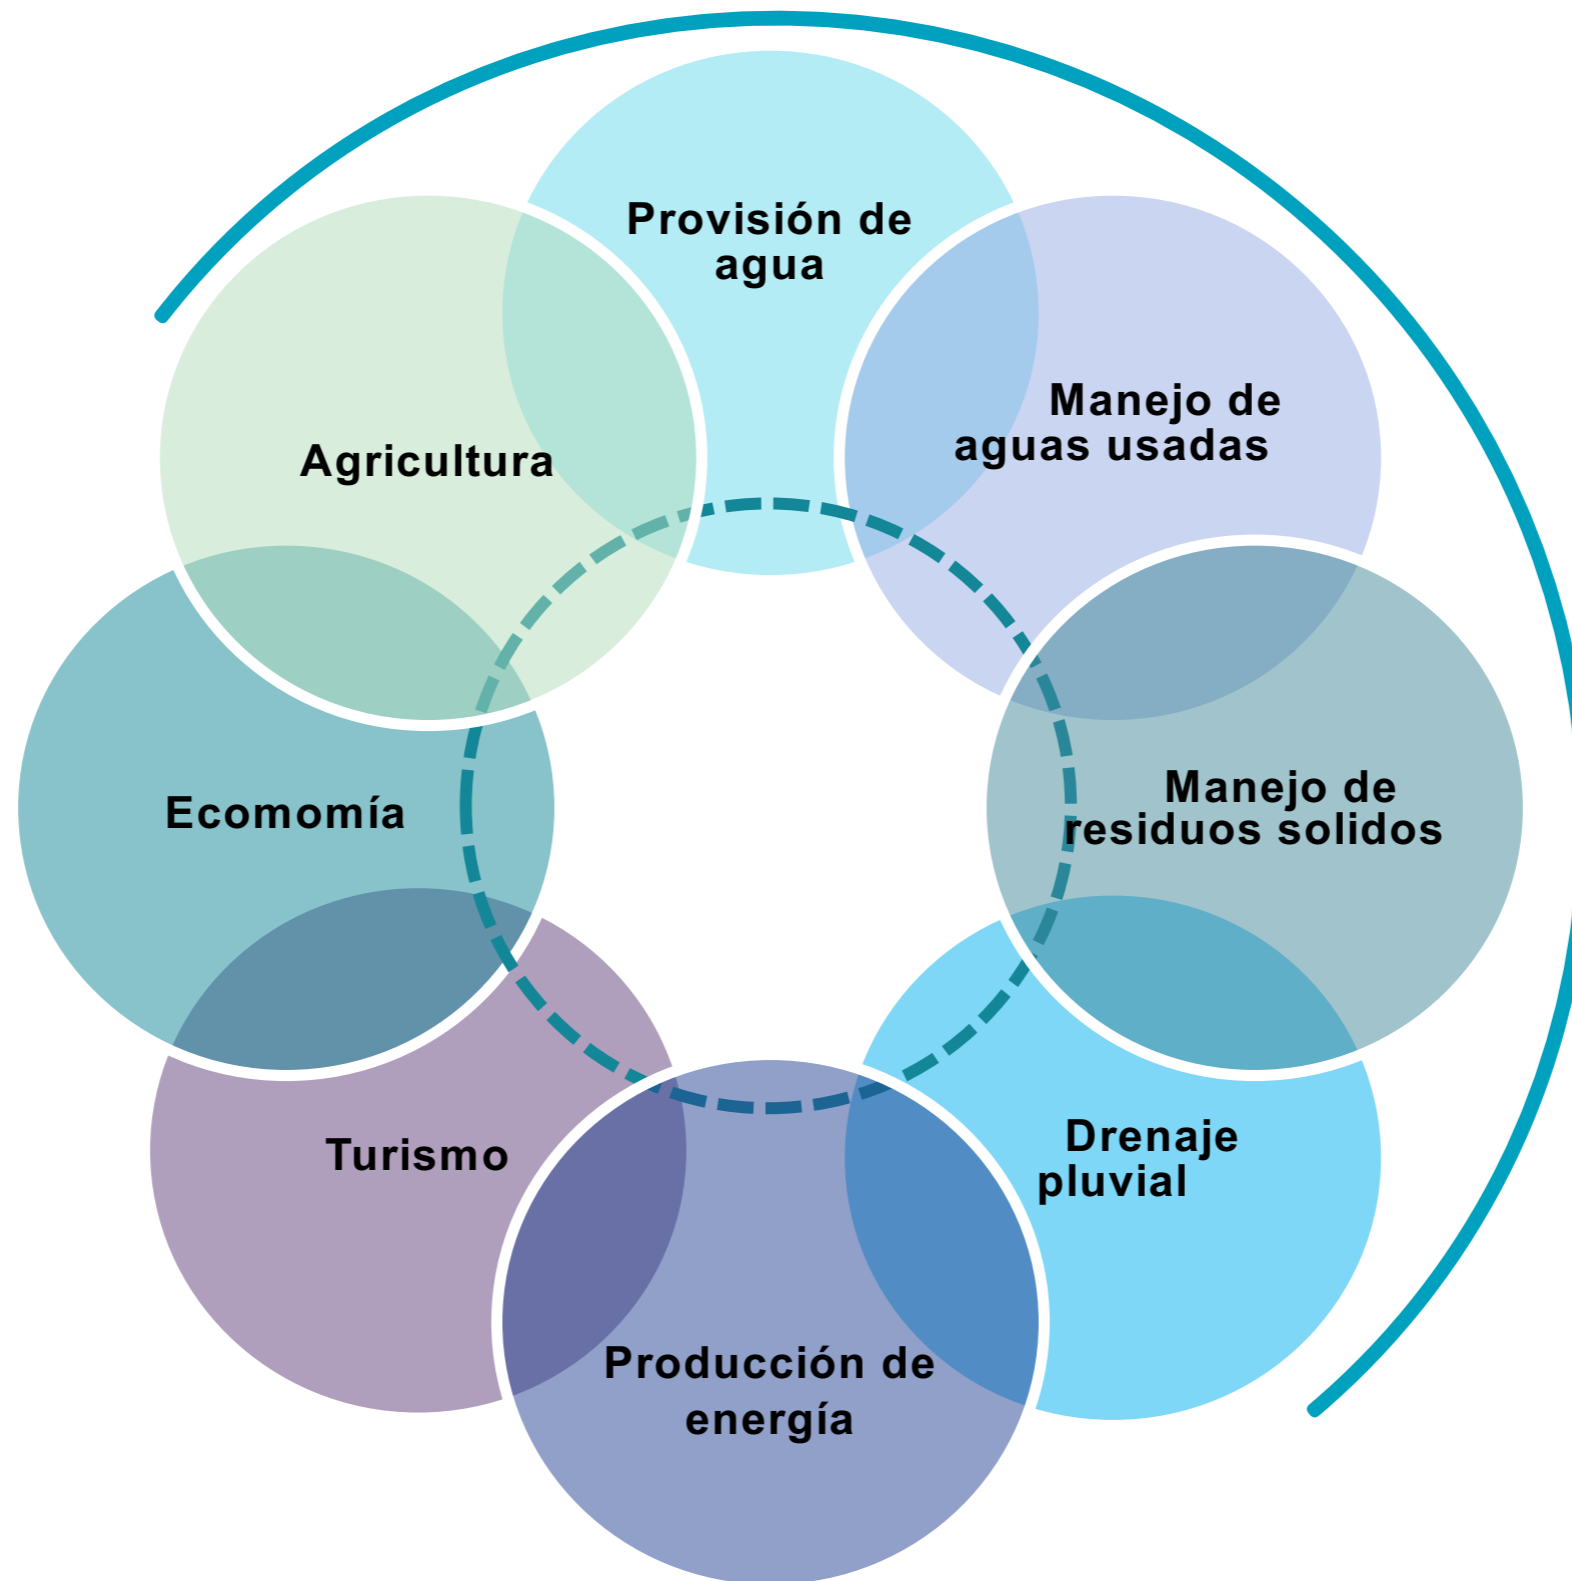 Provisión de
agua
Manejo de
aguas usadas
Agricultura
Manejo de
residuos solidos
Ecomomía
Drenaje
pluvial
Turismo
Producción de
energía